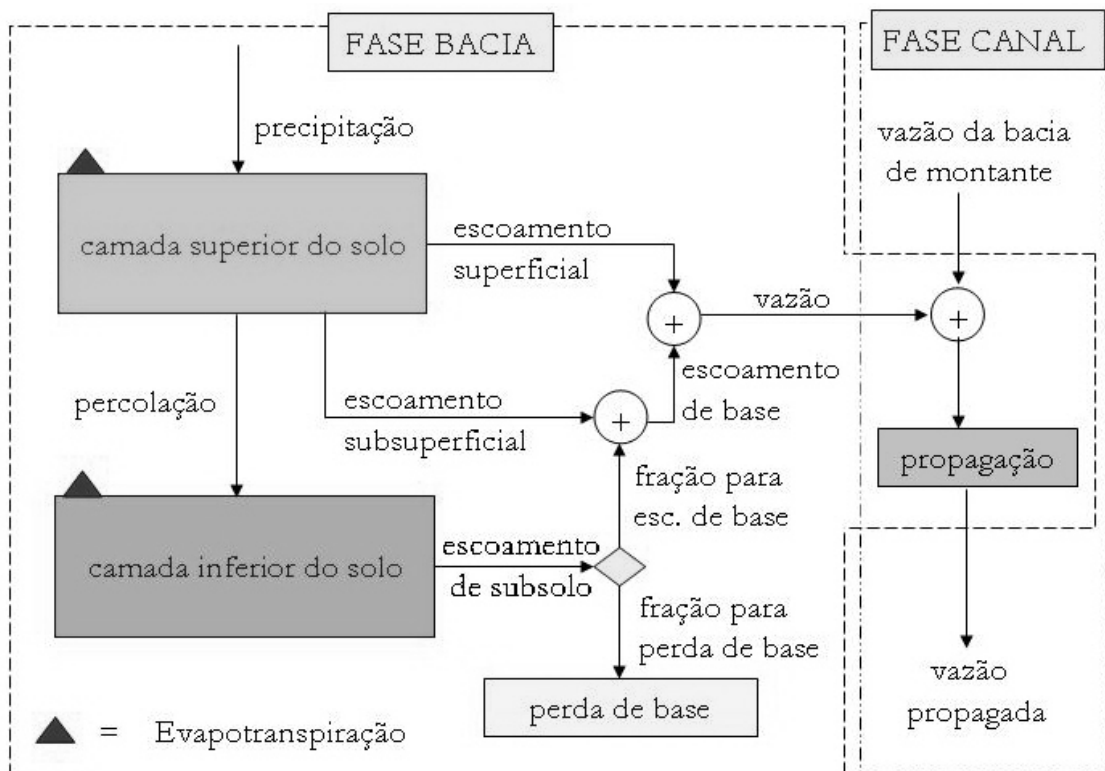 FASE BACIA
FASE CANAL
precipitação
vazão da bacia
de montante
camada superior do solo
escoamento
superficial
+
vazão
+
percolação
escoamento
subsuperficial
+
escoamento
de base
propagação
fração para
esc. de base
camada inferior do solo
escoamento
de subsolo
fração para
perda de base
perda de base
vazão
propagada
= Evapotranspiração